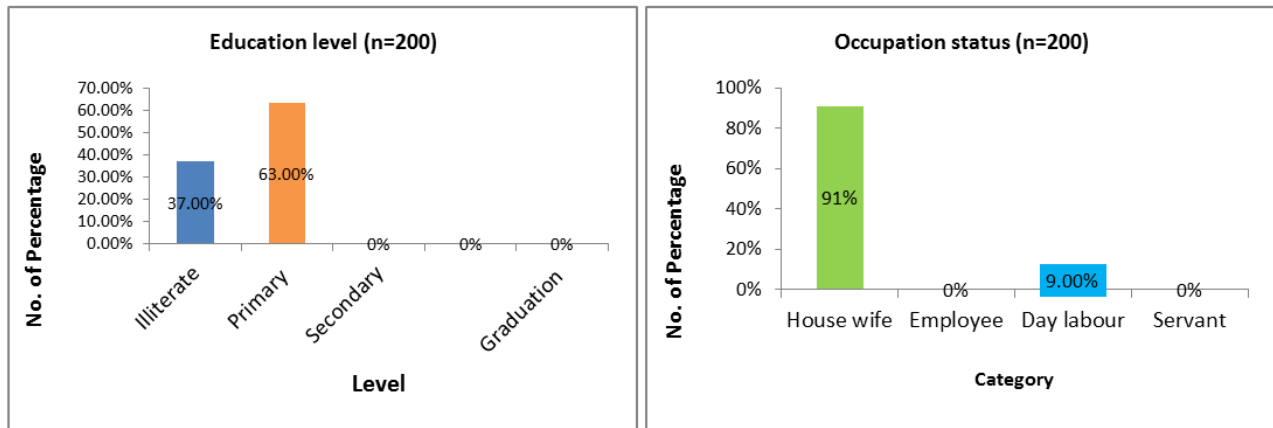 Education level (n=200)
No. of Percentage
70.00%
60.00%
50.00%
40.00%
30.00%
20.00%
10.00%
0.00%
37.00%
63.00%
0%
0%
0%
Illiterate
Primary
Secondary
Graduation
Level
Occupation status (n=200)
No. of Percentage
100%
80%
60%
40%
20%
0%
91%
0%
9.00%
0%
House wife Employee Day labour Servant
Category